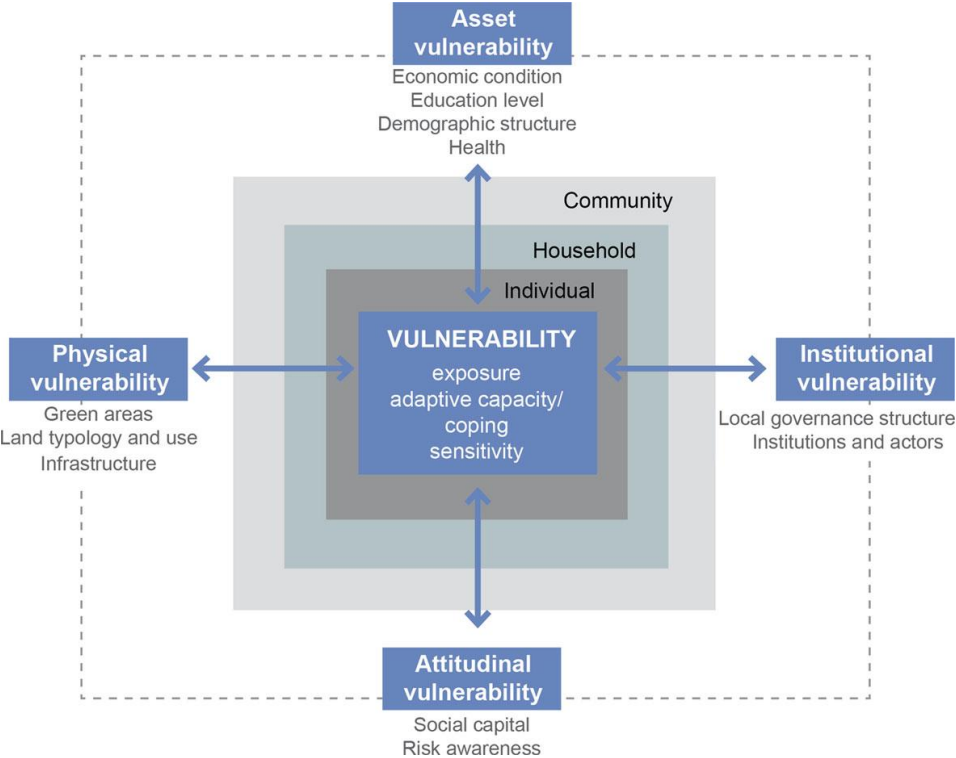 Asset
vulnerability
Economic condition
Education level
Demographic structure
Health
Community
Household
Individual
VULNERABILITY
exposure
adaptive capacity/
coping
sensitivity
Physical
vulnerability
Green areas
Land typology and use
Infrastructure
Institutional
vulnerability
Local governance structure
Institutions and actors
Attitudinal
vulnerability
Social capital
Risk awareness